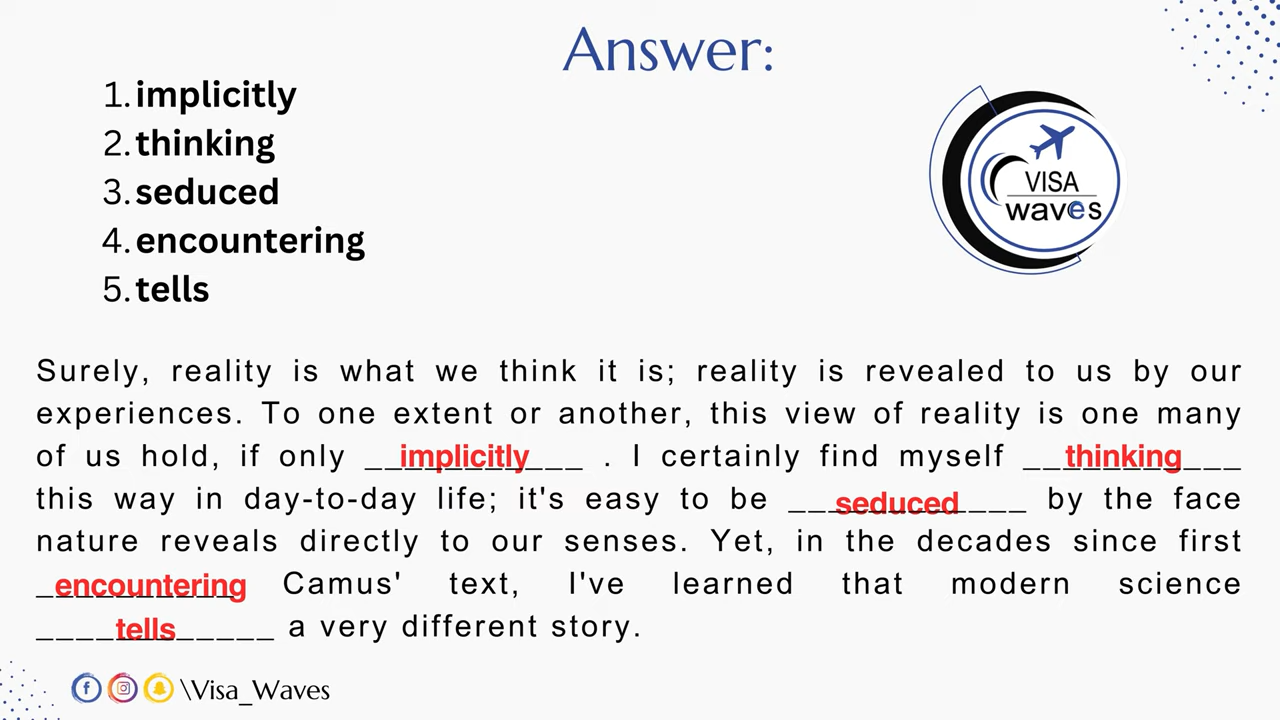 Answer:
1. implicitly
2. thinking
3. seduced
4. encountering
5. tells
VISA
waves
Surely, reality is what we think it is; reality is revealed to us by our
experiences. To one extent or another, this view of reality is one many
of us hold, if only __implicitly__ . I certainly find myself __thinking__
this way in day-to-day life; it's easy to be __seduced__ by the face
nature reveals directly to our senses. Yet, in the decades since first
_encountering_ Camus' text, I've learned that modern science
____tells____ a very different story.
\Visa_Waves